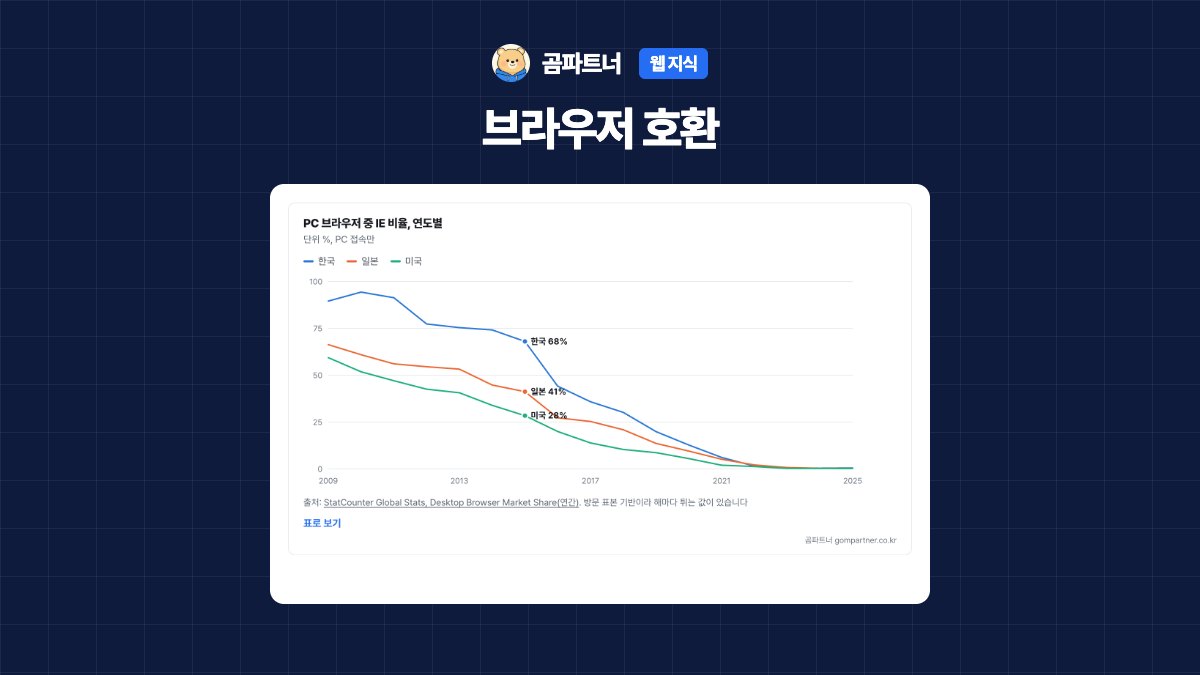 곰파트너 웹 지식
브라우저 호환
PC 브라우저 중 IE 비율, 연도별
단위 %, PC 접속만
한국 일본 미국
100
75
50
25
0
한국 68%
일본 41%
미국 28%
2009 2013 2017 2021 2025
출처: StatCounter Global Stats, Desktop Browser Market Share(연간). 방문 표본 기반이라 해마다 튀는 값이 있습니다
표로 보기
곰파트너 gompartner.co.kr